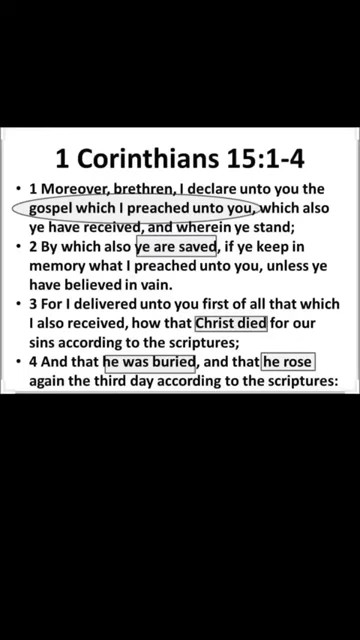 1 Corinthians 15:1-4
• 1 Moreover, brethren, I declare unto you the
gospel which I preached unto you, which also
ye have received, and wherein ye stand;
• 2 By which also ye are saved, if ye keep in
memory what I preached unto you, unless ye
have believed in vain.
• 3 For I delivered unto you first of all that which
I also received, how that Christ died for our
sins according to the scriptures;
• 4 And that he was buried, and that he rose
again the third day according to the scriptures: